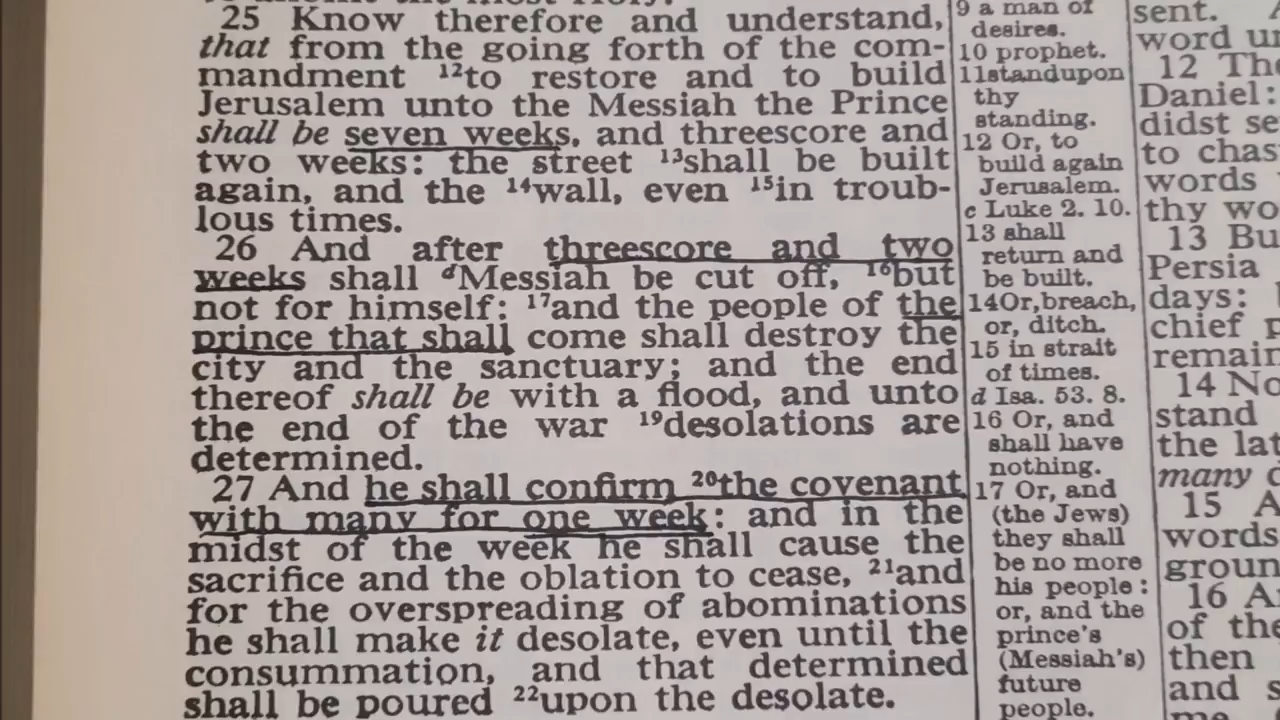 25 Know therefore and understand,
that from the going forth of the com-
mandment 12to restore and to build
Jerusalem unto the Messiah the Prince
shall be seven weeks, and threescore and
two weeks: the street 13shall be built
again, and the 14wall, even 15in troub-
lous times.
26 And after threescore and two
weeks shall dMessiah be cut off, 16but
not for himself: 17and the people of the
prince that shall come shall destroy the
city and the sanctuary; and the end
thereof shall be with a flood, and unto
the end of the war 19desolations are
determined.
27 And he shall confirm 20the covenant
with many for one week: and in the
midst of the week he shall cause the
sacrifice and the oblation to cease, 21and
for the overspreading of abominations
he shall make it desolate, even until the
consummation, and that determined
shall be poured 22upon the desolate.
9 a man of
desires.
10 prophet.
11standupon
thy
standing.
12 Or, to
build again
Jerusalem.
c Luke 2. 10.
13 shall
return and
be built.
14Or,breach,
or, ditch.
15 in strait
of times.
d Isa. 53. 8.
16 Or, and
shall have
nothing.
17 Or, and
(the Jews)
they shall
be no more
his people:
or, and the
prince's
(Messiah's)
future
people.
sent.
word
12
Daniel:
didst
to
words
thy
13
Persia
days:
chief
remain
14
stand
the
many
15
words
16
of
then
and